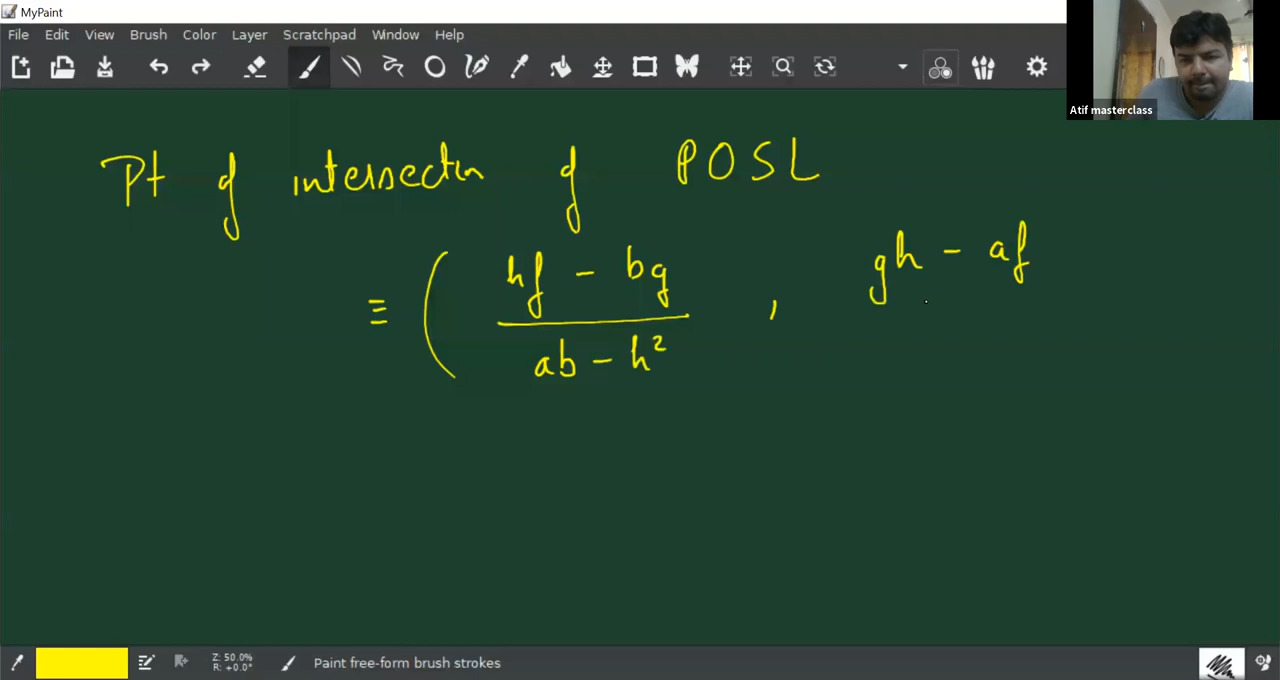 MyPaint
File Edit View Brush Color Layer Scratchpad Window Help
Atif masterclass
Pt of intersectin of POSL
≡ ( hf - bg / ab - h² , gh - af
Z: 50.0%
R: +0.0°
Paint free-form brush strokes